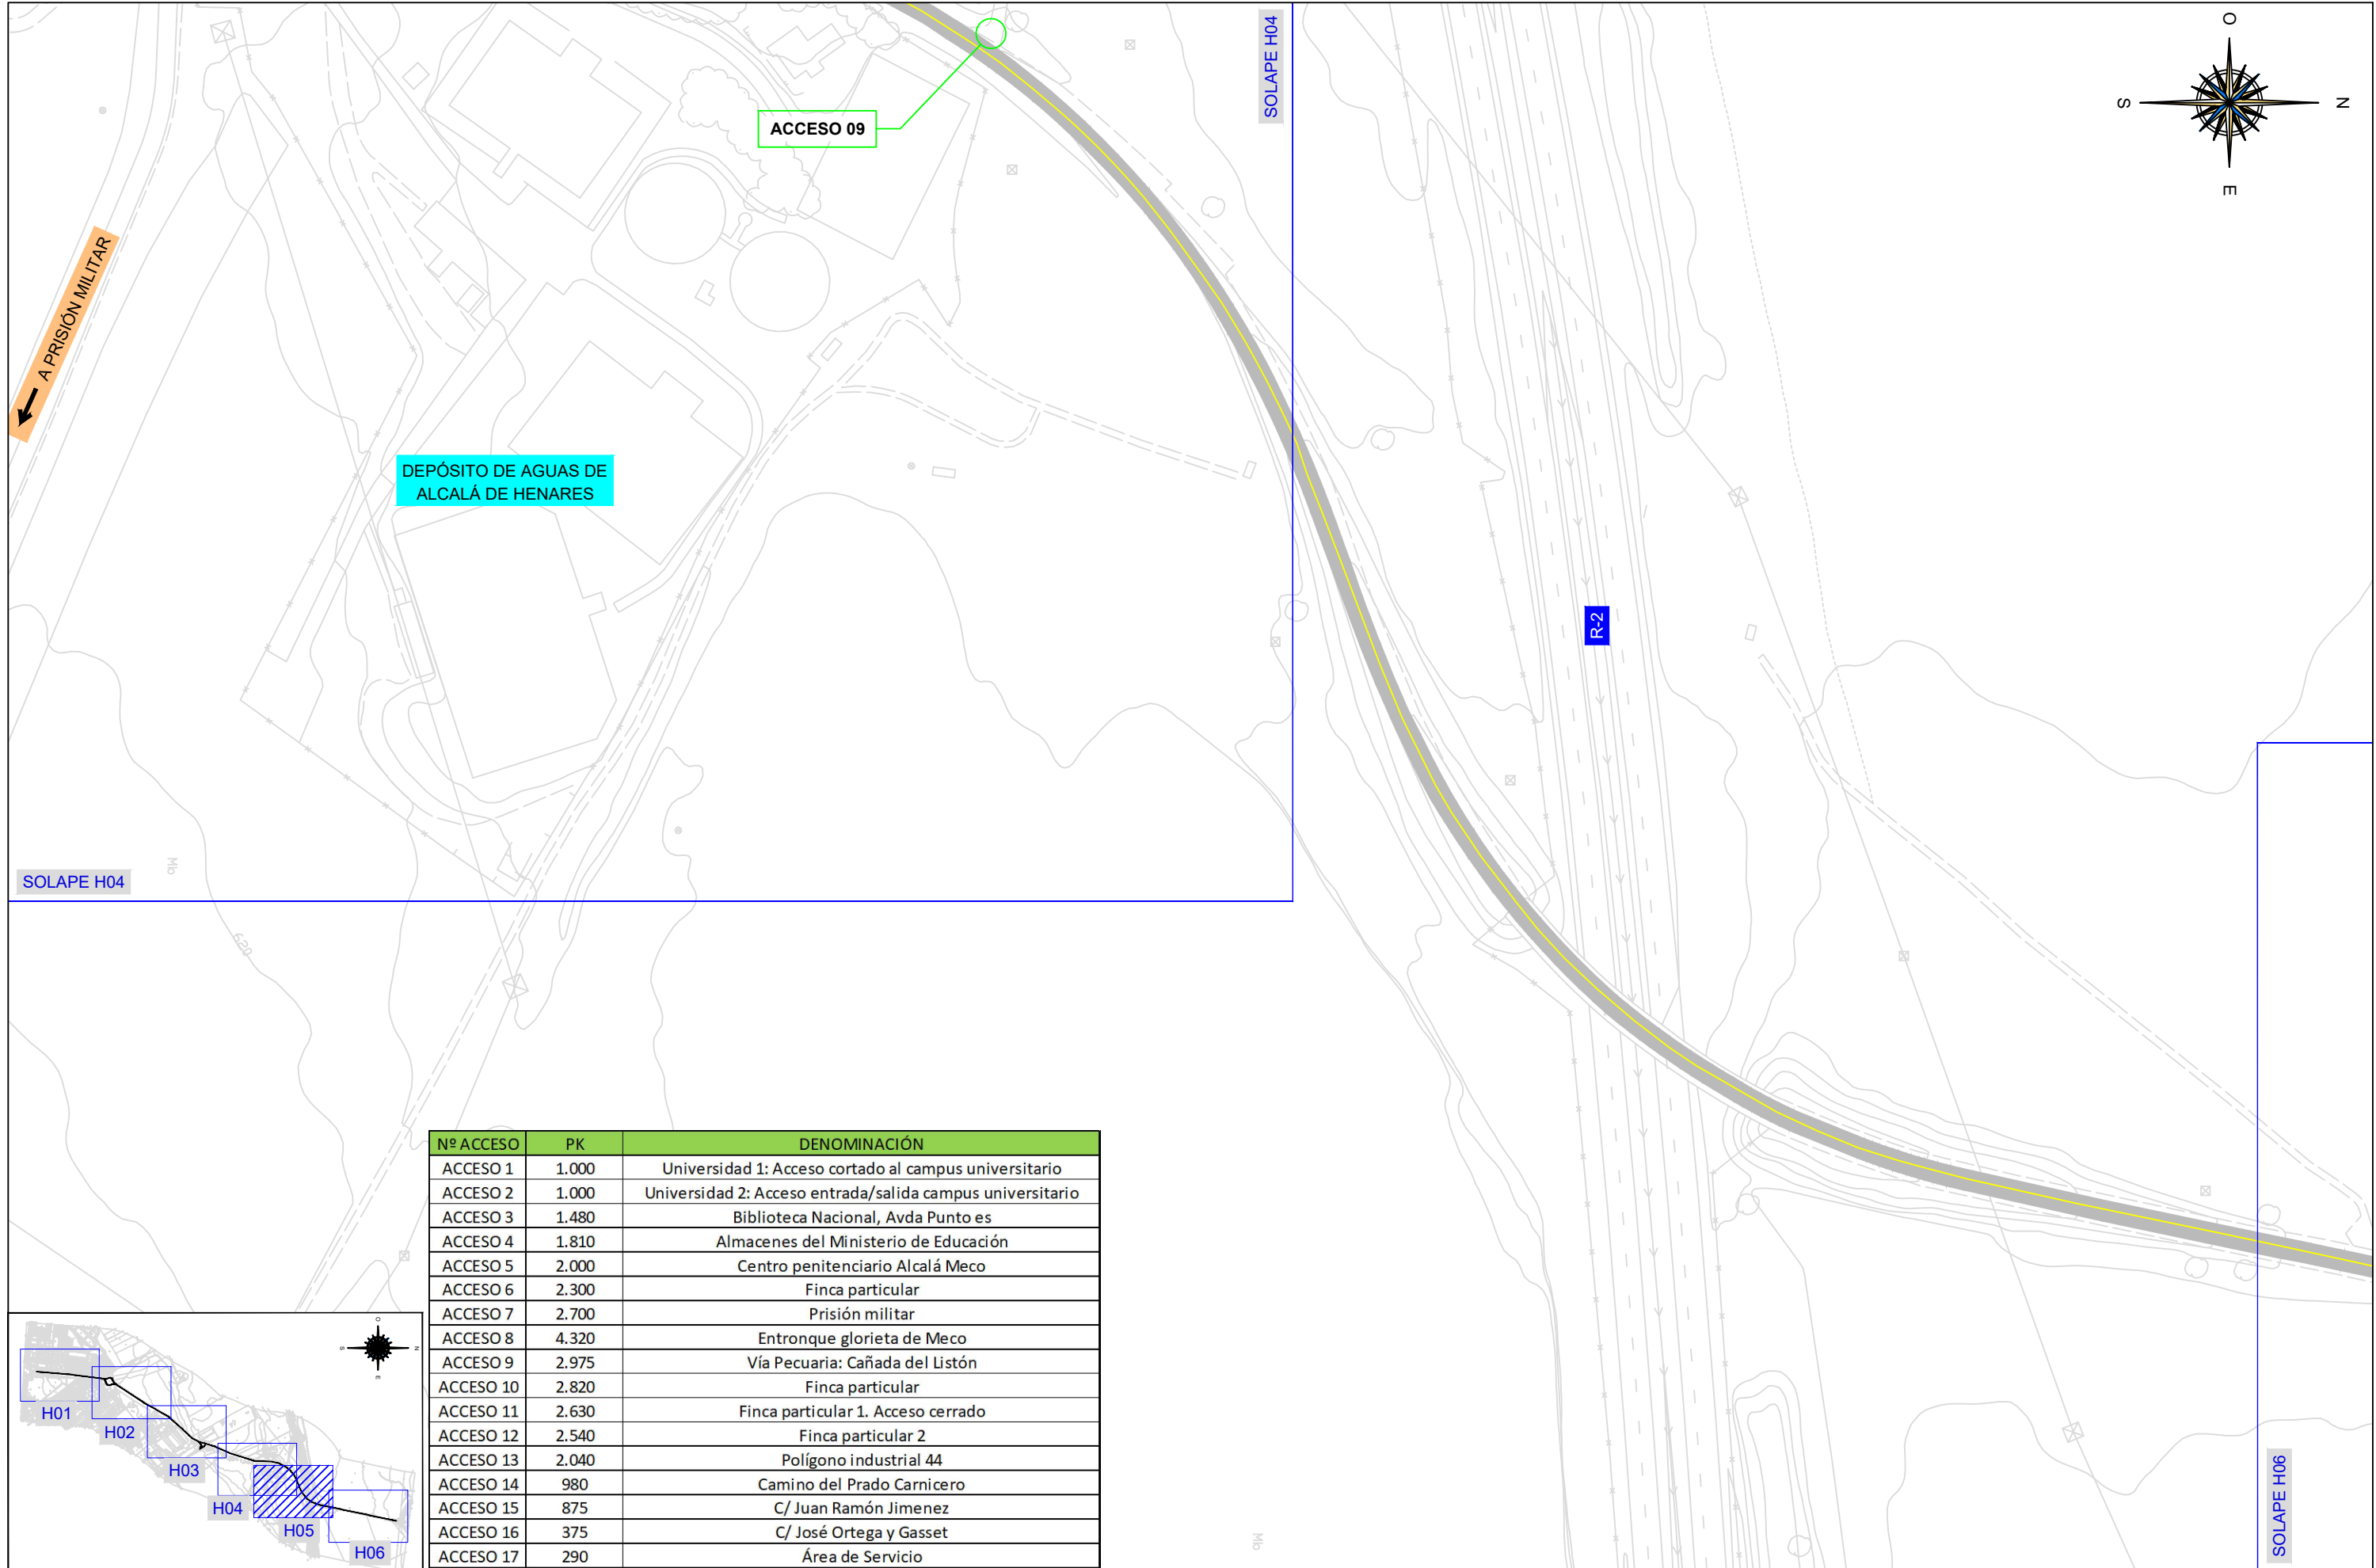 SOLAPE H04
O
S
N
E
ACCESO 09
A PRISIÓN MILITAR
DEPÓSITO DE AGUAS DE
ALCALÁ DE HENARES
R-2
Mlo
SOLAPE H04
620
Nº ACCESO PK DENOMINACIÓN
ACCESO 1 1.000 Universidad 1: Acceso cortado al campus universitario
ACCESO 2 1.000 Universidad 2: Acceso entrada/salida campus universitario
ACCESO 3 1.480 Biblioteca Nacional, Avda Punto es
ACCESO 4 1.810 Almacenes del Ministerio de Educación
ACCESO 5 2.000 Centro penitenciario Alcalá Meco
ACCESO 6 2.300 Finca particular
ACCESO 7 2.700 Prisión militar
ACCESO 8 4.320 Entronque glorieta de Meco
ACCESO 9 2.975 Vía Pecuaria: Cañada del Listón
ACCESO 10 2.820 Finca particular
ACCESO 11 2.630 Finca particular 1. Acceso cerrado
ACCESO 12 2.540 Finca particular 2
ACCESO 13 2.040 Polígono industrial 44
ACCESO 14 980 Camino del Prado Carnicero
ACCESO 15 875 C/ Juan Ramón Jimenez
ACCESO 16 375 C/ José Ortega y Gasset
ACCESO 17 290 Área de Servicio
O
S
N
E
H01
H02
H03
H04
H05
H06
Mlo
SOLAPE H06